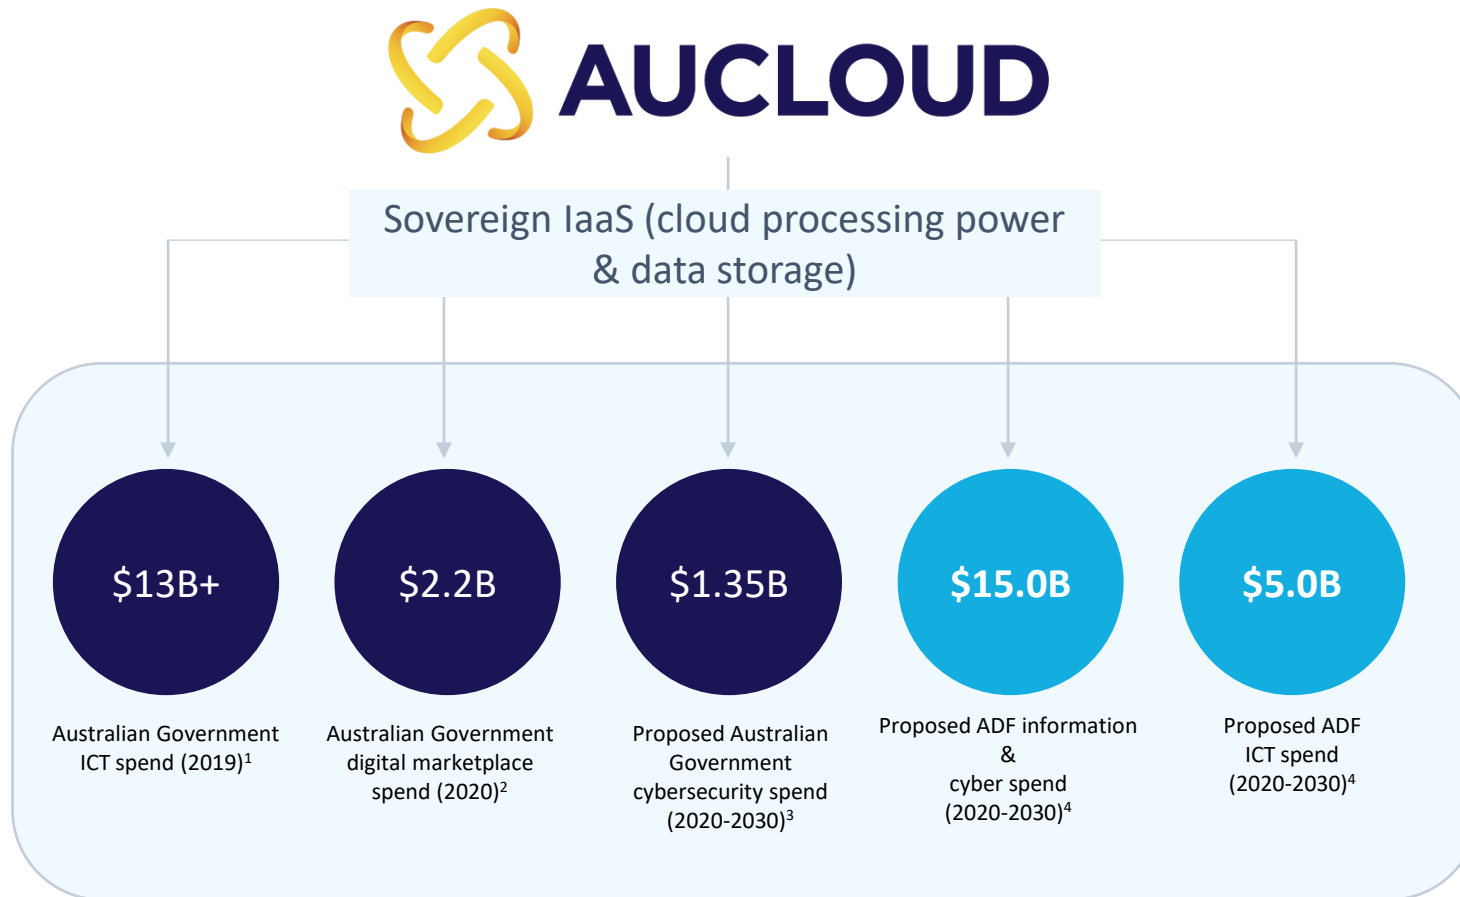 AUCLOUD
Sovereign IaaS (cloud processing power
& data storage)
$13B+
$2.2B
$1.35B
$15.0B
$5.0B
Australian Government
ICT spend (2019)1
Australian Government
digital marketplace
spend (2020)2
Proposed Australian
Government
cybersecurity spend
(2020-2030)3
Proposed ADF information
&
cyber spend
(2020-2030)4
Proposed ADF
ICT spend
(2020-2030)4